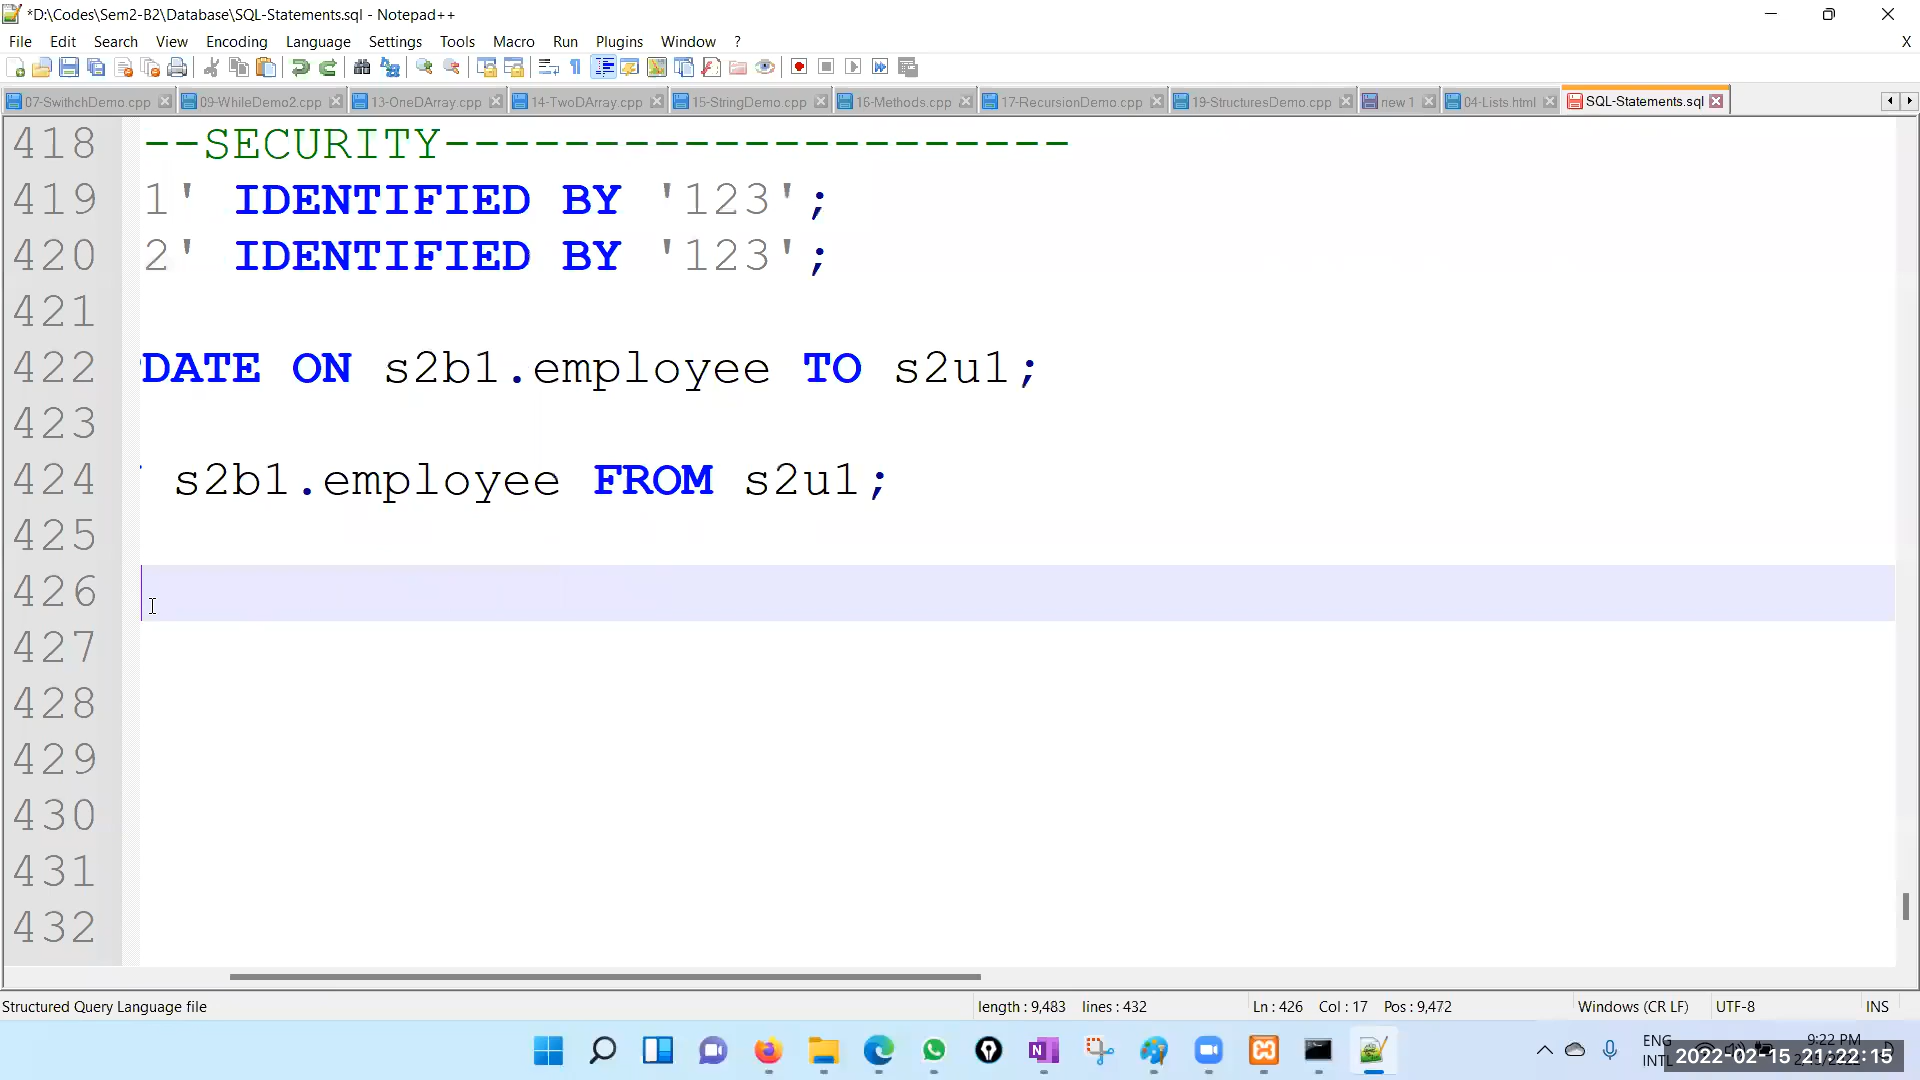 *D:\Codes\Sem2-B2\Database\SQL-Statements.sql - Notepad++
File Edit Search View Encoding Language Settings Tools Macro Run Plugins Window ? X
07-SwithchDemo.cpp 09-WhileDemo2.cpp 13-OneDArray.cpp 14-TwoDArray.cpp 15-StringDemo.cpp 16-Methods.cpp 17-RecursionDemo.cpp 19-StructuresDemo.cpp new 1 04-Lists html SQL-Statements.sql
418 --SECURITY---------------------
419 1' IDENTIFIED BY '123';
420 2' IDENTIFIED BY '123';
421
422 DATE ON s2b1.employee TO s2u1;
423
424 s2b1.employee FROM s2u1;
425
426
427
428
429
430
431
432
Structured Query Language file length : 9,483 lines : 432 Ln : 426 Col : 17 Pos : 9,472 Windows (CR LF) UTF-8 INS
ENG 9:22 PM
INTL 2022-02-15 21:22:15